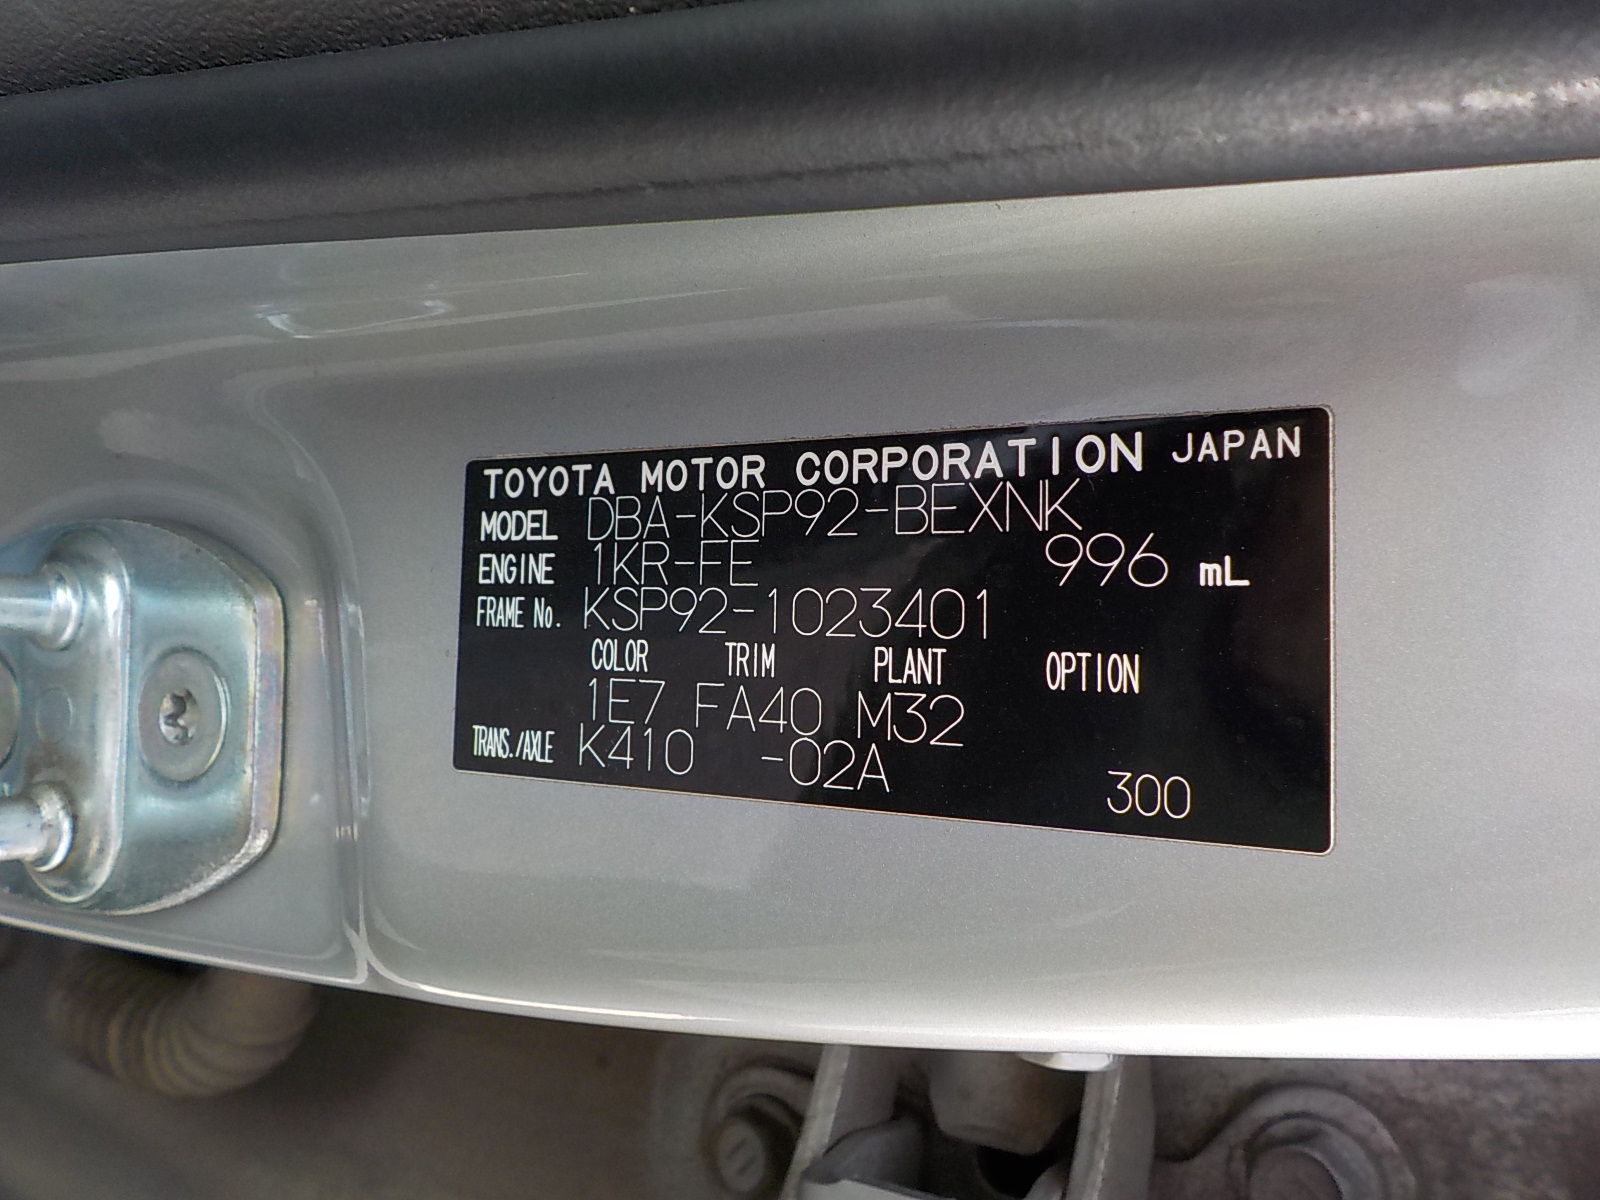 TOYOTA MOTOR CORPORATION JAPAN
MODEL DBA-KSP92-BEXNK
ENGINE 1KR-FE 996 mL
FRAME No. KSP92-1023401
COLOR TRIM PLANT OPTION
1E7 FA40 M32
TRANS./AXLE K410 -02A
300